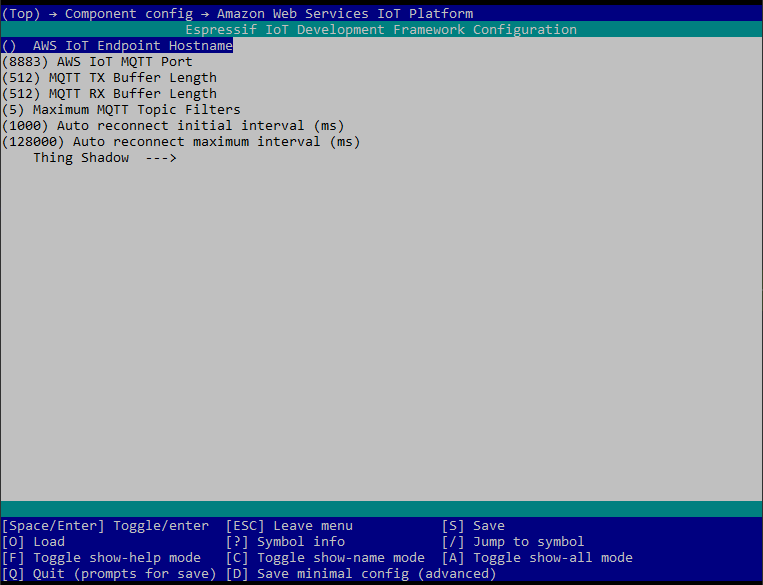 (Top) → Component config → Amazon Web Services IoT Platform
Espressif IoT Development Framework Configuration
() AWS IoT Endpoint Hostname
(8883) AWS IoT MQTT Port
(512) MQTT TX Buffer Length
(512) MQTT RX Buffer Length
(5) Maximum MQTT Topic Filters
(1000) Auto reconnect initial interval (ms)
(128000) Auto reconnect maximum interval (ms)
Thing Shadow --->
[Space/Enter] Toggle/enter [ESC] Leave menu [S] Save
[O] Load [?] Symbol info [/] Jump to symbol
[F] Toggle show-help mode [C] Toggle show-name mode [A] Toggle show-all mode
[Q] Quit (prompts for save) [D] Save minimal config (advanced)